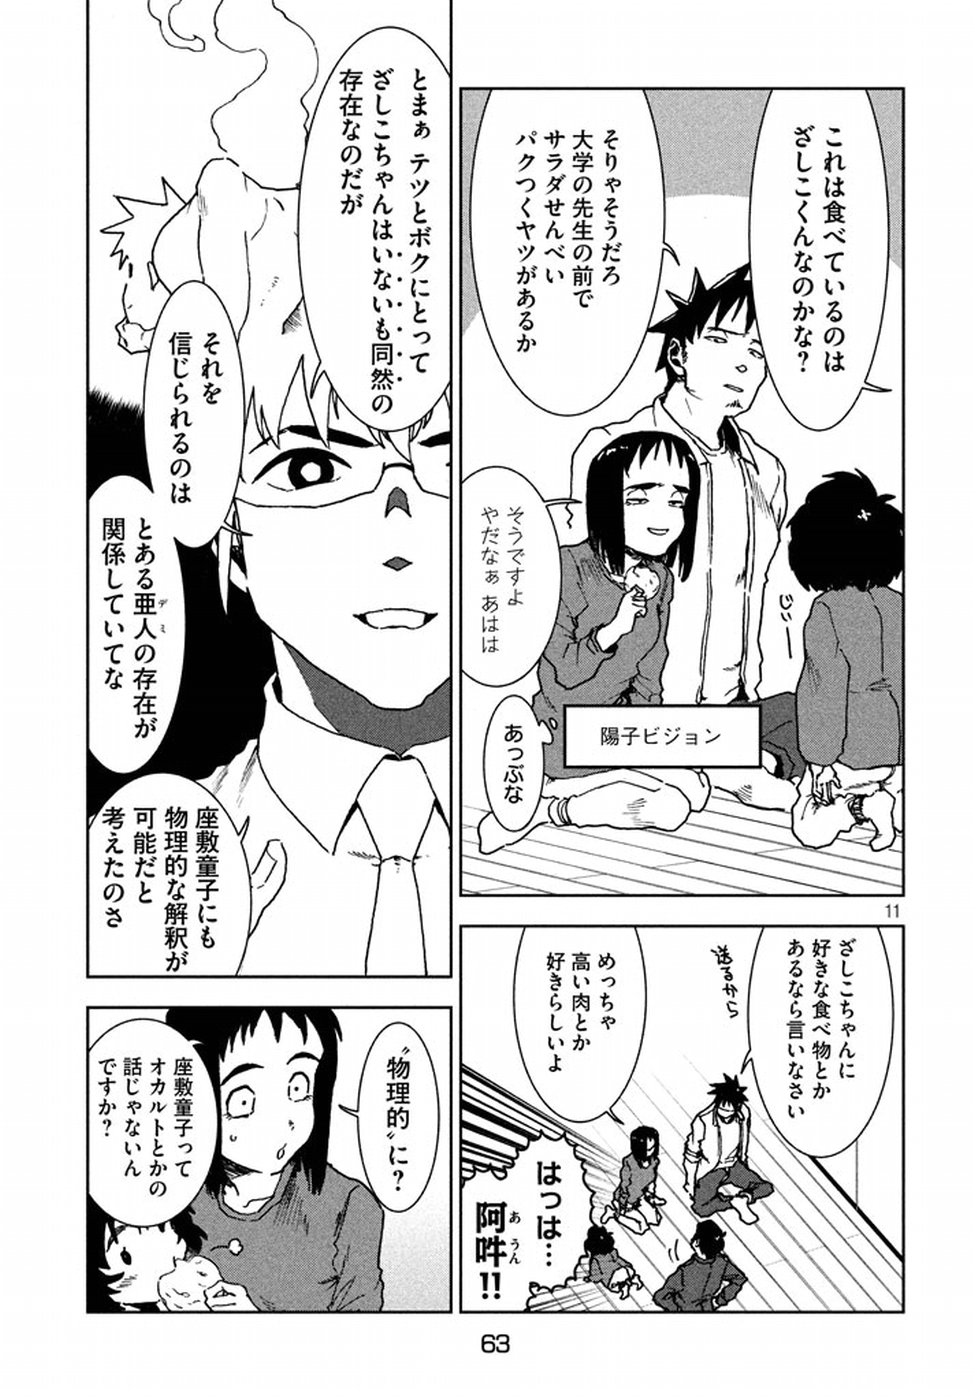 これは食べているのは
ざしこくんなのかな?
そりゃそうだろ
大学の先生の前で
サラダせんべい
パクつくヤツがあるか
そうですよ
やだなぁ あはは
じぃー
陽子ビジョン
あっぶな
11
ざしこちゃんに
好きな食べ物とか
あるなら言いなさい
送るから
めっちゃ
高い肉とか
好きらしいよ
はっは…
阿吽!!
あうん
とまぁ テツとボクにとって
ざしこちゃんはいないも同然の
存在なのだが
それを
信じられるのは
とある亜人の存在が
デミ
関係していてな
座敷童子にも
物理的な解釈が
可能だと
考えたのさ
〝物理的〟に?
座敷童子って
オカルトとかの
話じゃないん
ですか?
63